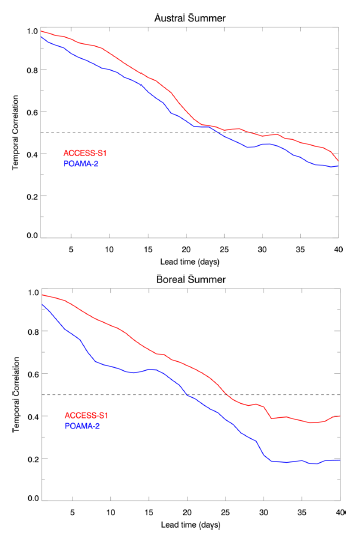 Austral Summer
1.0
0.8
0.6
0.4
0.2
0.0
Temporal Correlation
ACCESS-S1
POAMA-2
5 10 15 20 25 30 35 40
Lead time (days)
Boreal Summer
1.0
0.8
0.6
0.4
0.2
0.0
Temporal Correlation
ACCESS-S1
POAMA-2
5 10 15 20 25 30 35 40
Lead time (days)